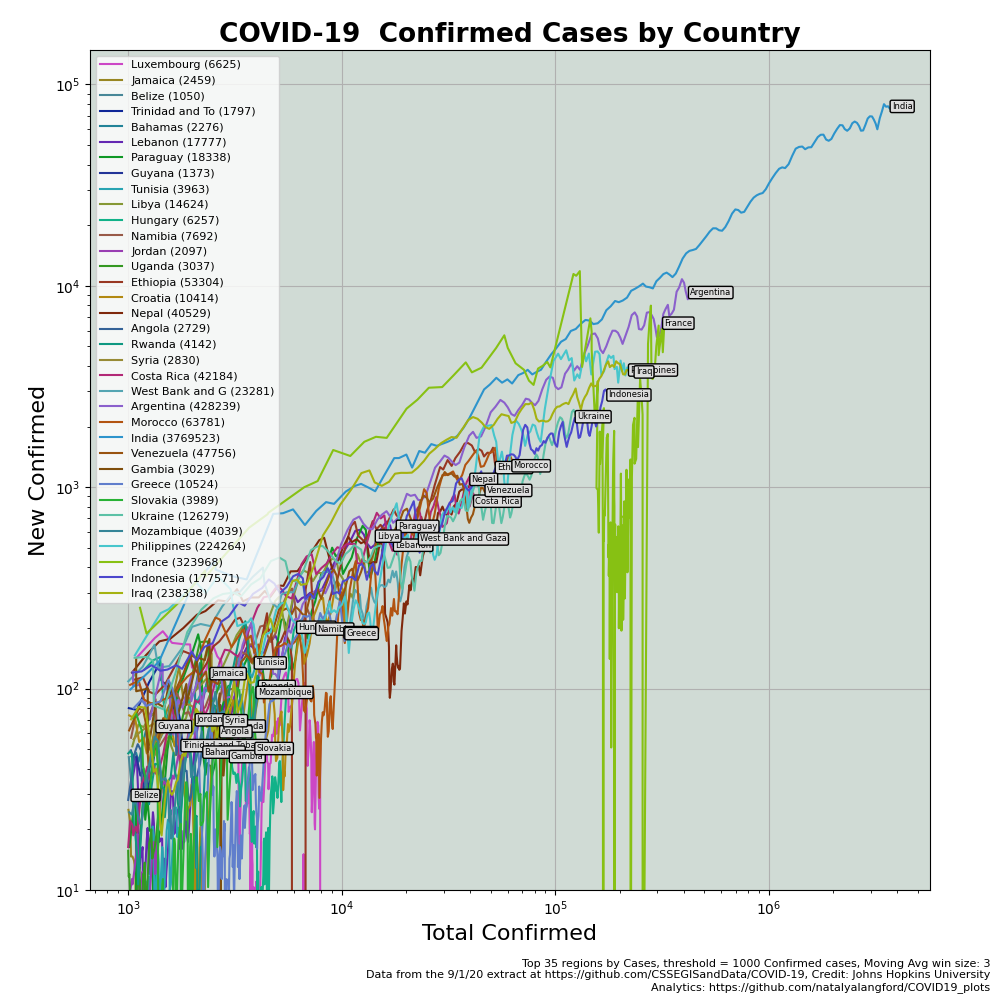 COVID-19  Confirmed Cases by Country
Luxembourg (6625)
Jamaica (2459)
Belize (1050)
Trinidad and To (1797)
Bahamas (2276)
Lebanon (17777)
Paraguay (18338)
Guyana (1373)
Tunisia (3963)
Libya (14624)
Hungary (6257)
Namibia (7692)
Jordan (2097)
Uganda (3037)
Ethiopia (53304)
Croatia (10414)
Nepal (40529)
Angola (2729)
Rwanda (4142)
Syria (2830)
Costa Rica (42184)
West Bank and G (23281)
Argentina (428239)
Morocco (63781)
India (3769523)
Venezuela (47756)
Gambia (3029)
Greece (10524)
Slovakia (3989)
Ukraine (126279)
Mozambique (4039)
Philippines (224264)
France (323968)
Indonesia (177571)
Iraq (238338)
India
Argentina
France
Iraq
Indonesia
Ukraine
Morocco
Nepal
Venezuela
Costa Rica
Paraguay
Libya
West Bank and Gaza
Greece
Tunisia
Jamaica
Mozambique
Guyana
Jordan
Syria
Angola
Slovakia
Gambia
Belize
10^5
10^4
10^3
10^2
10^1
New Confirmed
10^3
10^4
10^5
10^6
Total Confirmed
Top 35 regions by Cases, threshold = 1000 Confirmed cases, Moving Avg win size: 3
Data from the 9/1/20 extract at https://github.com/CSSEGISandData/COVID-19, Credit: Johns Hopkins University
Analytics: https://github.com/natalyalangford/COVID19_plots